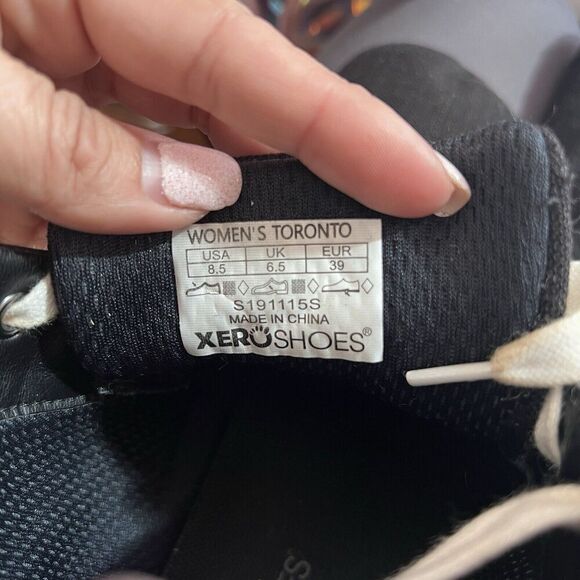 WOMEN'S TORONTO
USA UK EUR
8.5 6.5 39
S191115S
MADE IN CHINA
XEROSHOES®